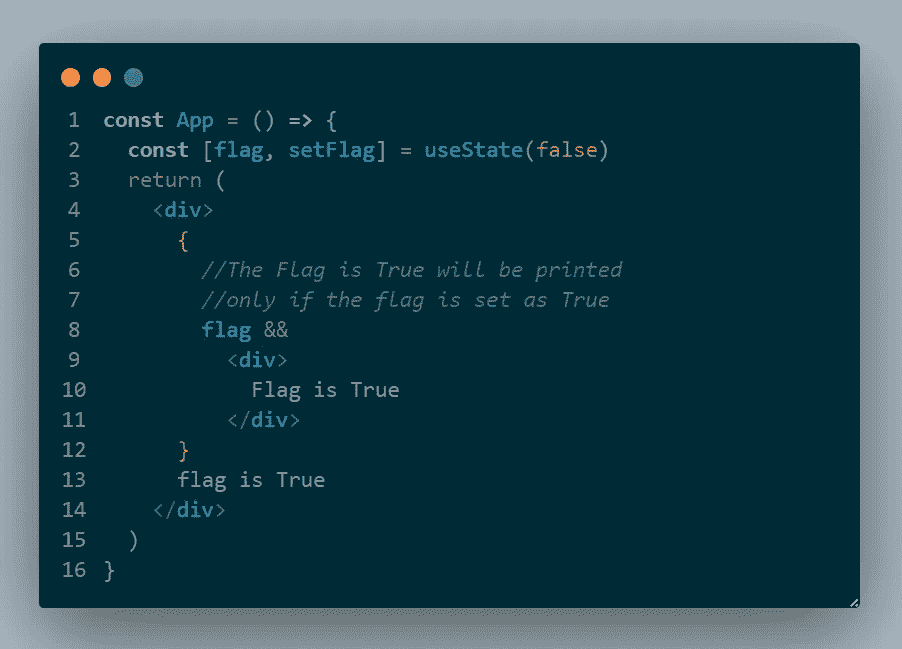 1 const App = () => {
2 const [flag, setFlag] = useState(false)
3 return (
4 <div>
5 {
6 //The Flag is True will be printed
7 //only if the flag is set as True
8 flag &&
9 <div>
10 Flag is True
11 </div>
12 }
13 flag is True
14 </div>
15 )
16 }